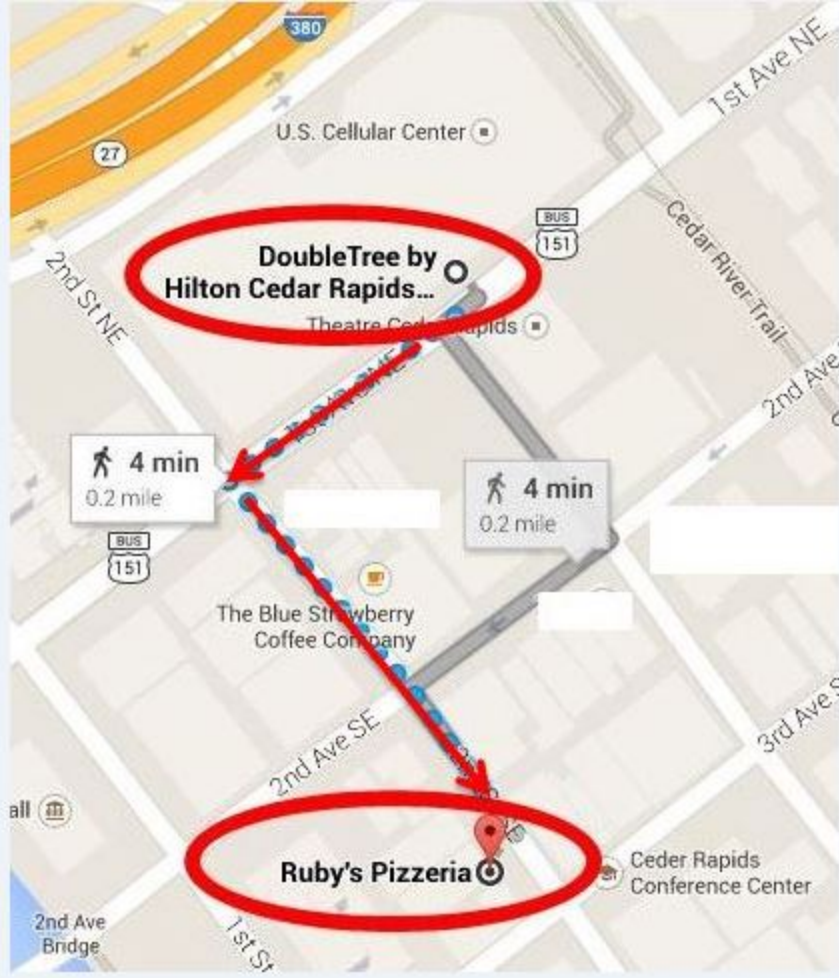 380
1st Ave NE
U.S. Cellular Center
27
BUS
151
DoubleTree by
Hilton Cedar Rapids...
Cedar River Trail
2nd St NE
Theatre Cedar Rapids
2nd Ave
4 min
0.2 mile
4 min
0.2 mile
BUS
151
The Blue Strawberry
Coffee Company
3rd Ave S
2nd Ave SE
all
Ruby's Pizzeria
Ceder Rapids
Conference Center
2nd Ave
Bridge
1st St